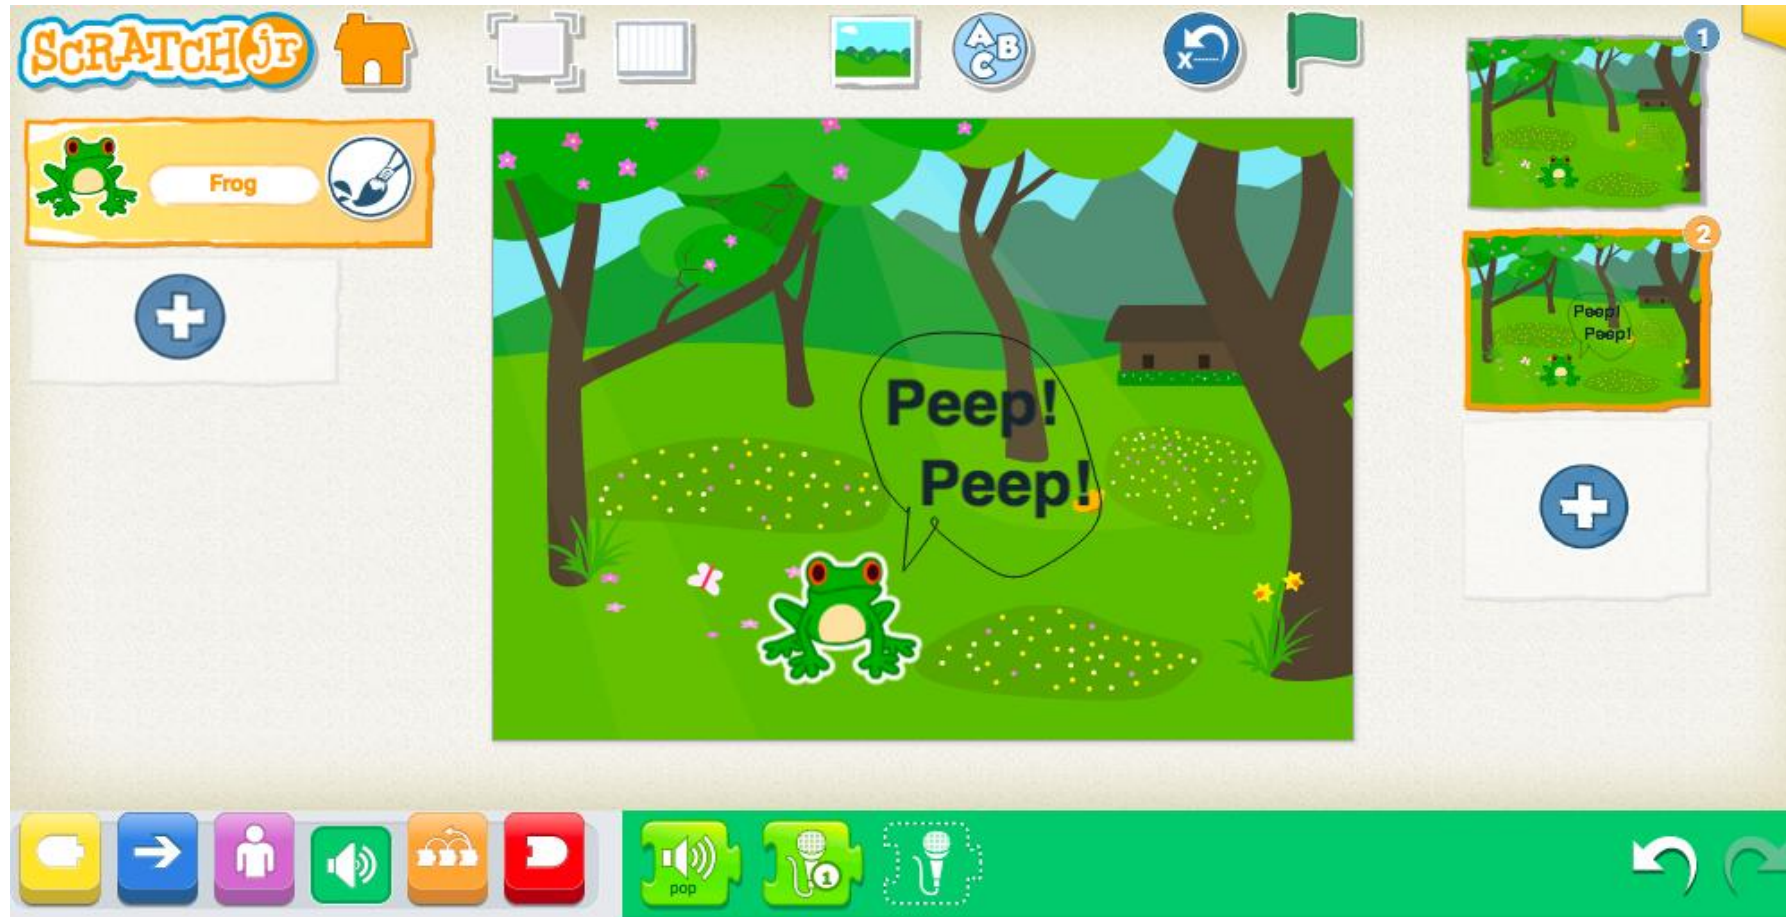 SCRATCHJr
A
B
C
X
1
Frog
2
Peep!
Peep!
Peep!
Peep!
pop
1